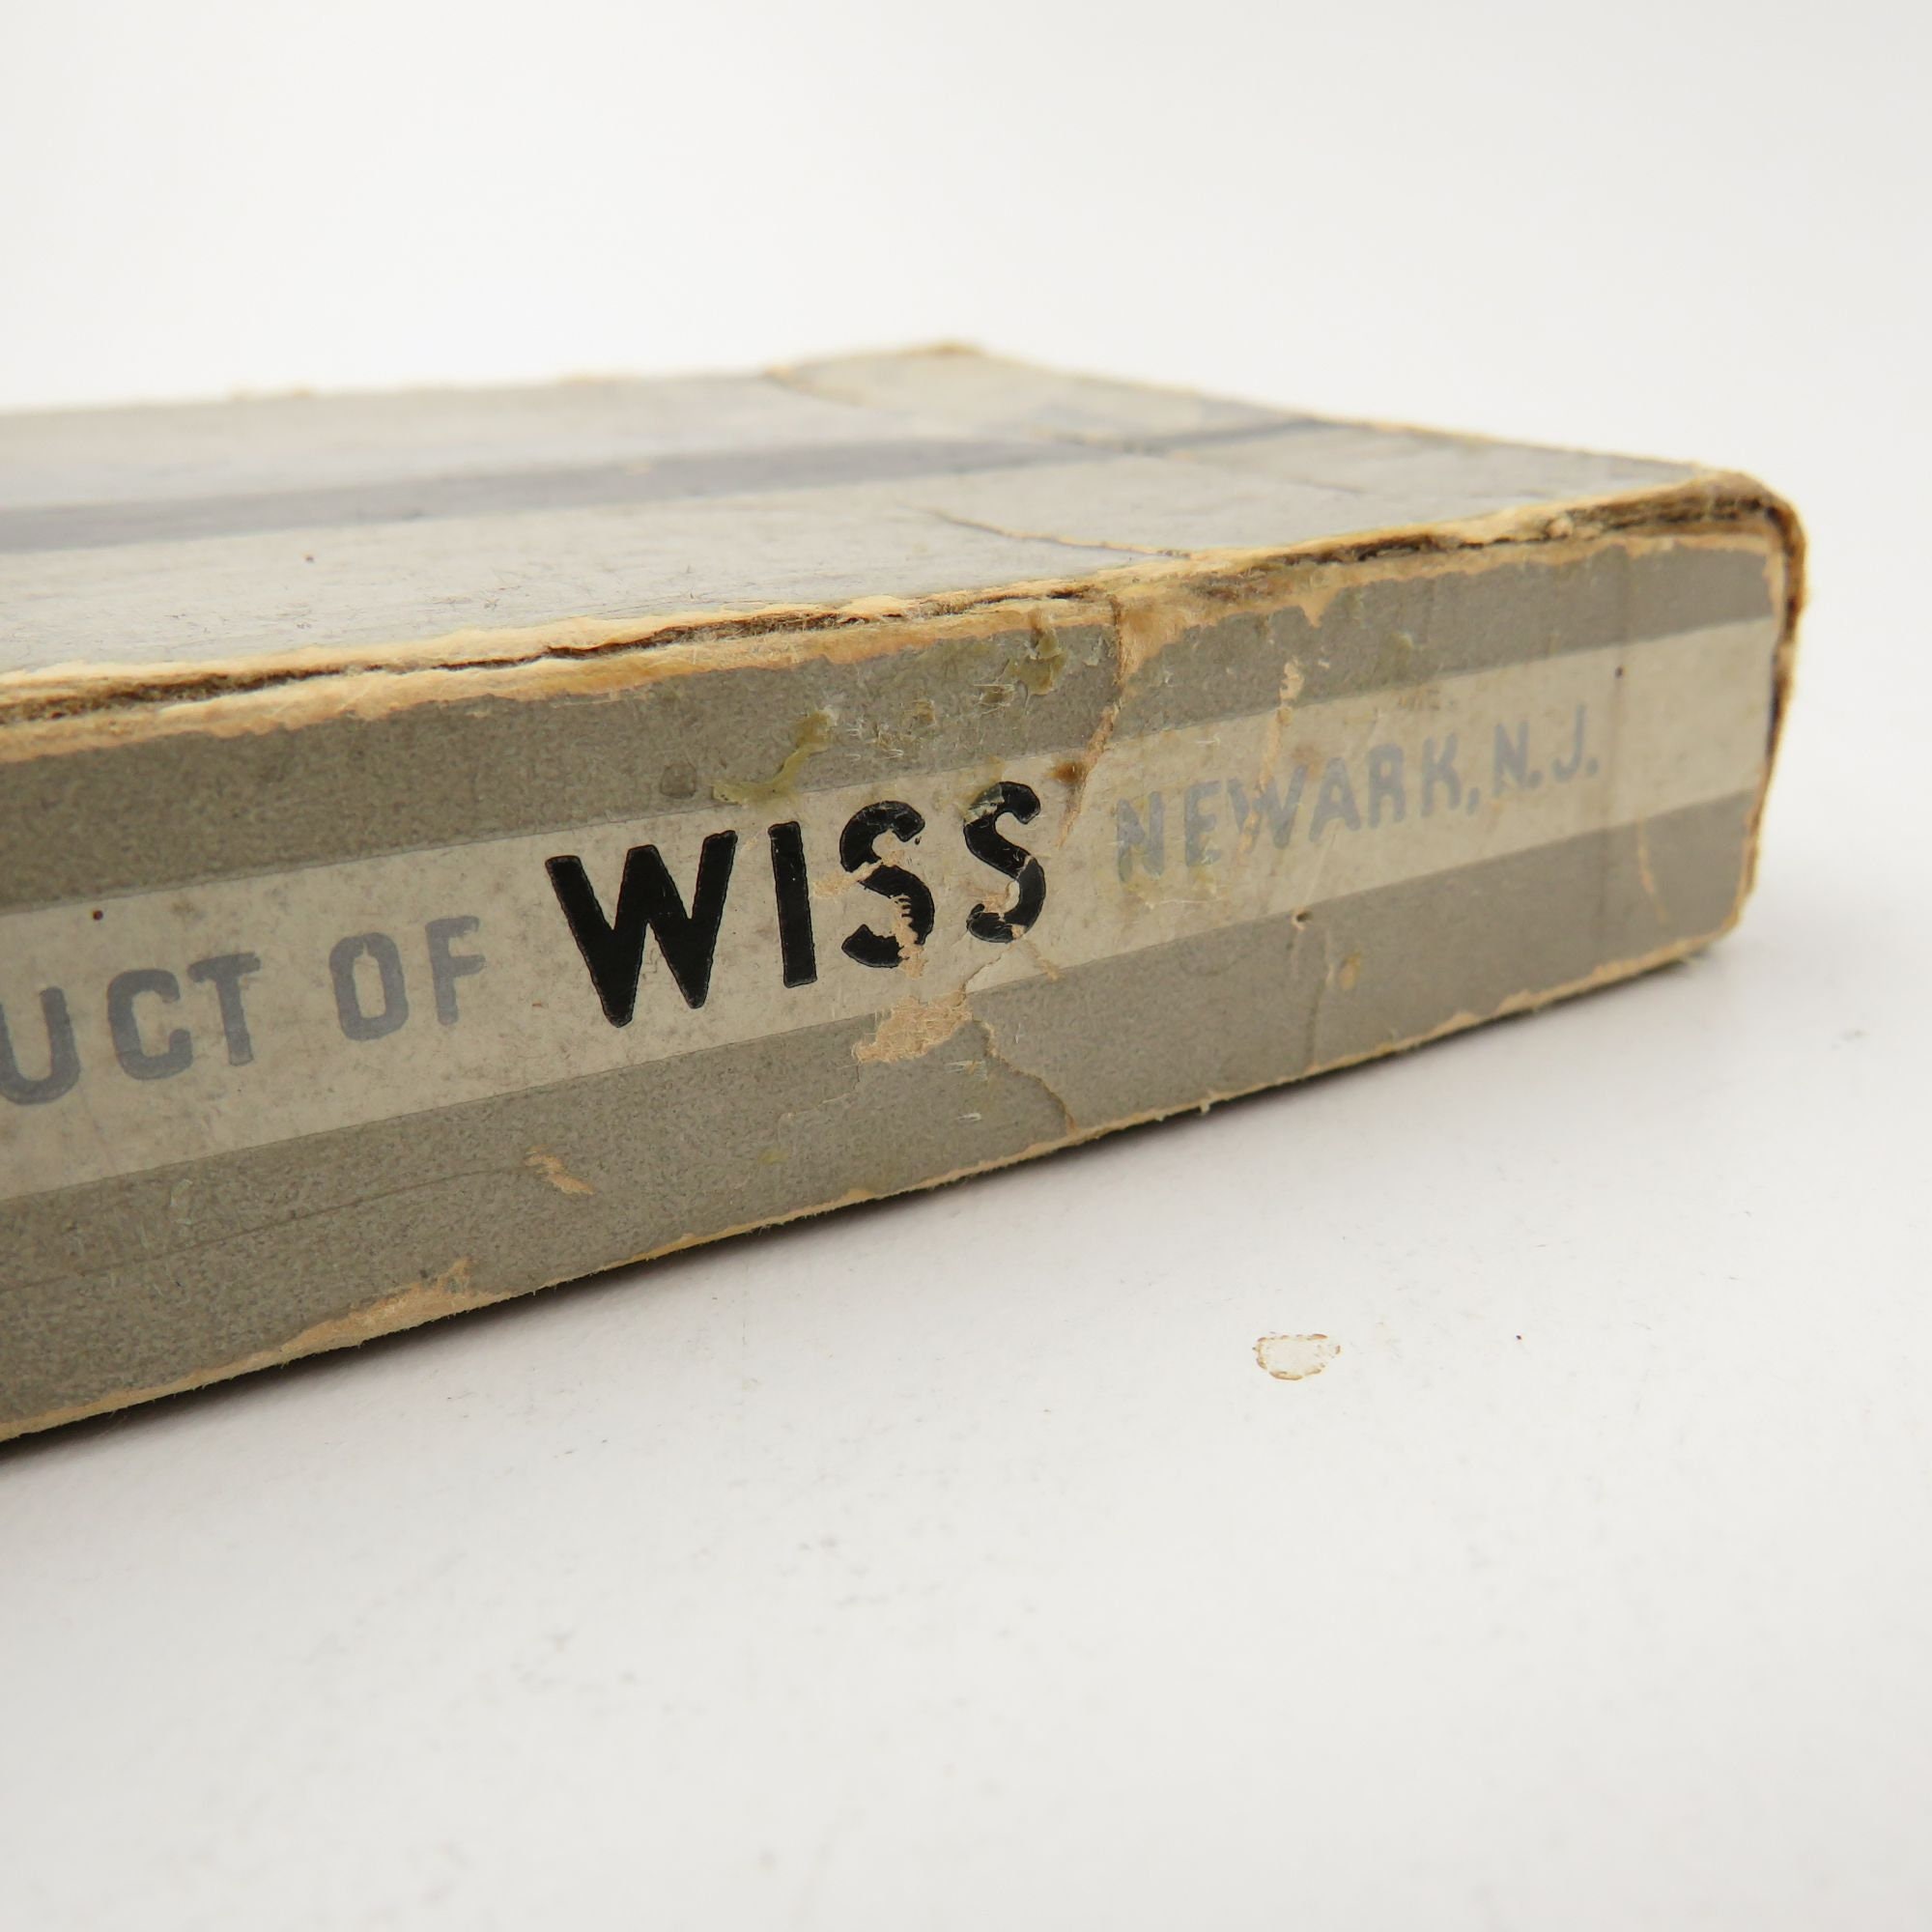 UCT OF WISS NEWARK, N.J.